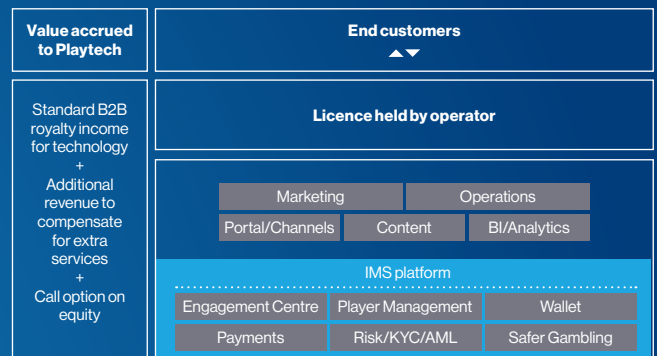 Value accrued
to Playtech
End customers
Standard B2B
royalty income
for technology
+
Additional
revenue to
compensate
for extra
services
+
Call option on
equity
Licence held by operator
Marketing
Operations
Portal/Channels
Content
BI/Analytics
IMS platform
Engagement Centre
Player Management
Wallet
Payments
Risk/KYC/AML
Safer Gambling